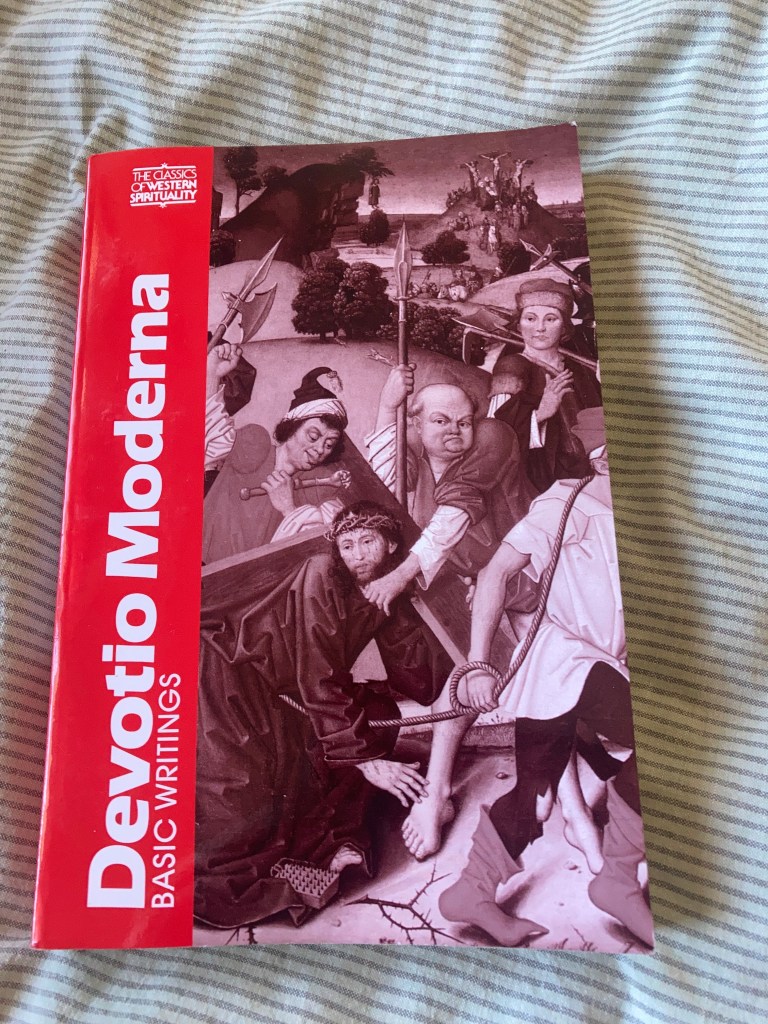 THE CLASSICS
OF WESTERN
SPIRITUALITY
Devotio Moderna
BASIC WRITINGS